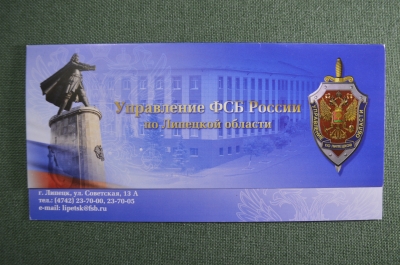 Управление ФСБ России
по Липецкой области
г. Липецк, ул. Советская, 13 А
тел.: (4742) 23-70-00, 23-70-05
e-mail: lipetsk@fsb.ru